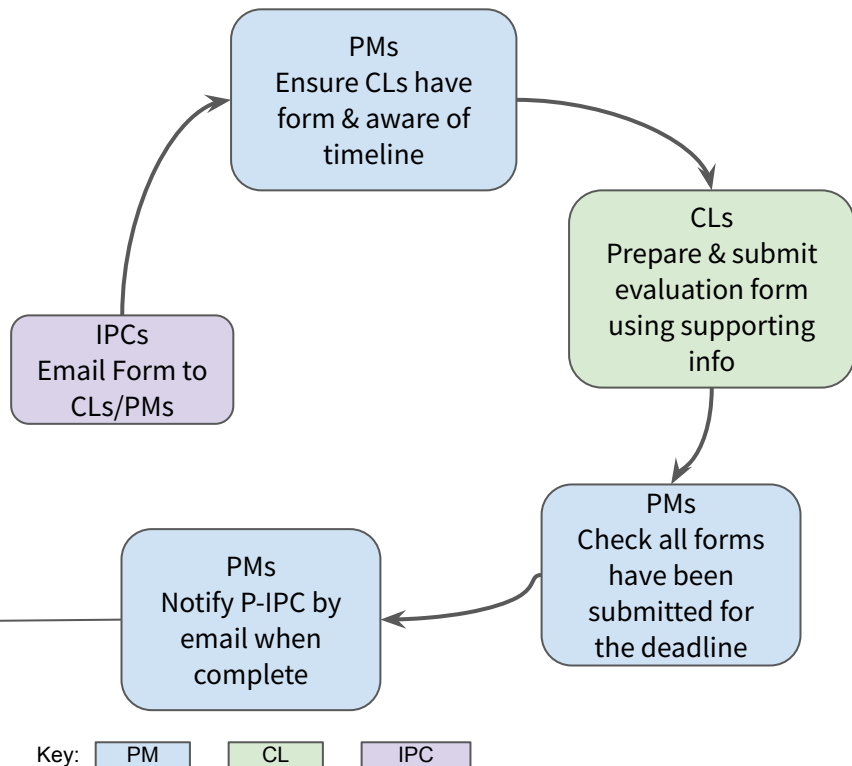 PMs
Ensure CLs have
form & aware of
timeline
CLs
Prepare & submit
evaluation form
using supporting
info
IPCs
Email Form to
CLs/PMs
PMs
Check all forms
have been
submitted for
the deadline
PMs
Notify P-IPC by
email when
complete
Key: PM CL IPC